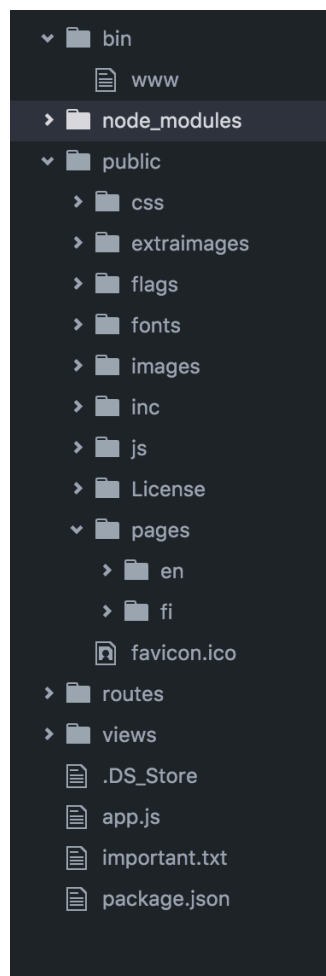 bin
www
node_modules
public
css
extraimages
flags
fonts
images
inc
js
License
pages
en
fi
favicon.ico
routes
views
.DS_Store
app.js
important.txt
package.json